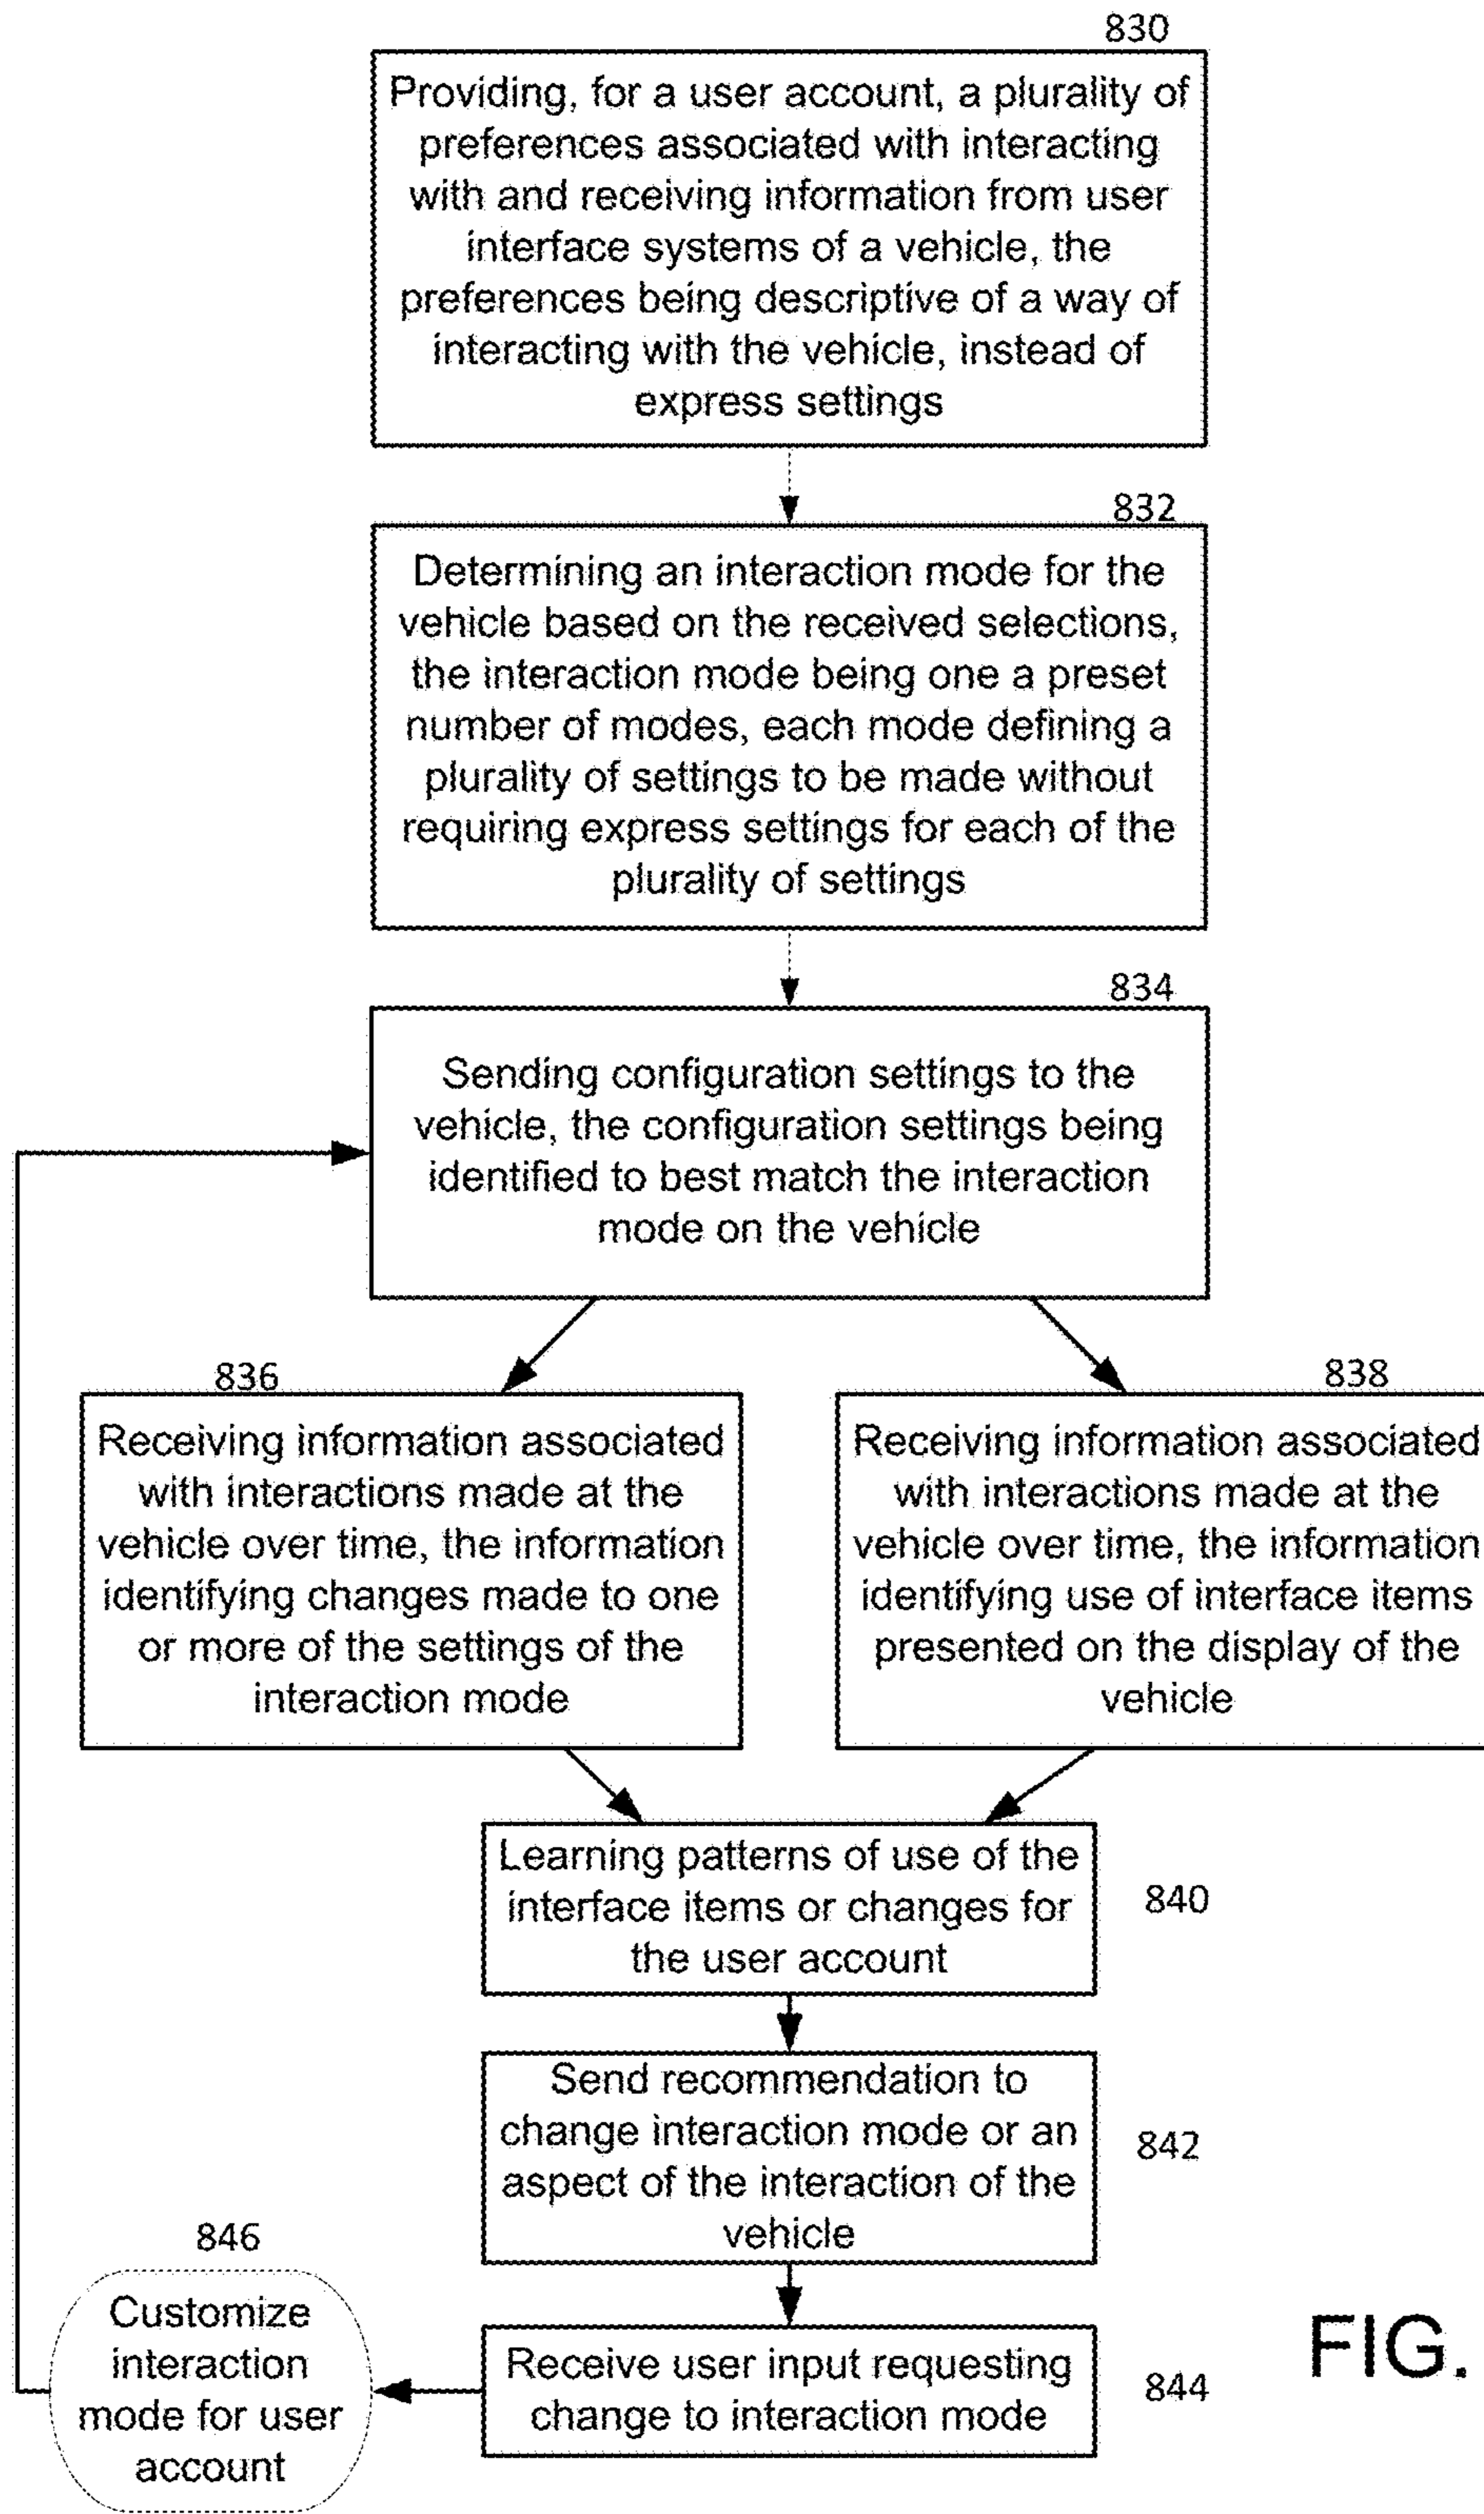 830
Providing, for a user account, a plurality of
preferences associated with interacting
with and receiving information from user
interface systems of a vehicle, the
preferences being descriptive of a way of
interacting with the vehicle, instead of
express settings
832
Determining an interaction mode for the
vehicle based on the received selections,
the interaction mode being one a preset
number of modes, each mode defining a
plurality of settings to be made without
requiring express settings for each of the
plurality of settings
834
Sending configuration settings to the
vehicle, the configuration settings being
identified to best match the interaction
mode on the vehicle
836
Receiving information associated
with interactions made at the
vehicle over time, the information
identifying changes made to one
or more of the settings of the
interaction mode
838
Receiving information associated
with interactions made at the
vehicle over time, the information
identifying use of interface items
presented on the display of the
vehicle
Learning patterns of use of the
interface items or changes for
the user account
840
Send recommendation to
change interaction mode or an
aspect of the interaction of the
vehicle
842
Receive user input requesting
change to interaction mode
844
846
Customize
interaction
mode for user
account
FIG.